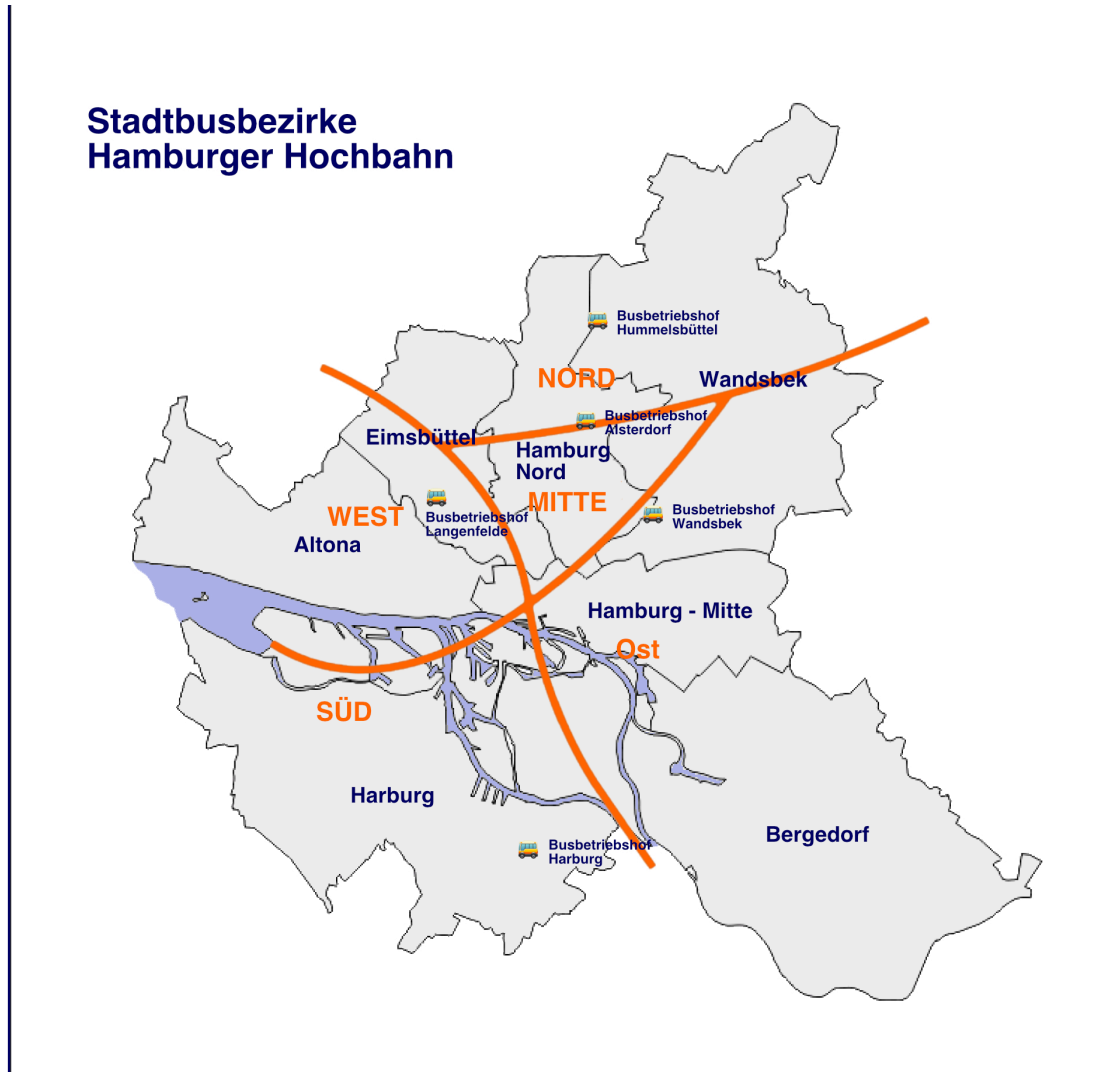 Stadtbusbezirke
Hamburger Hochbahn
Busbetriebshof
Hummelsbüttel
NORD
Wandsbek
Busbetriebshof
Alsterdorf
Eimsbüttel
Hamburg
Nord
MITTE
Busbetriebshof
Wandsbek
WEST
Busbetriebshof
Langenfelde
Altona
Hamburg - Mitte
Ost
SÜD
Harburg
Bergedorf
Busbetriebshof
Harburg